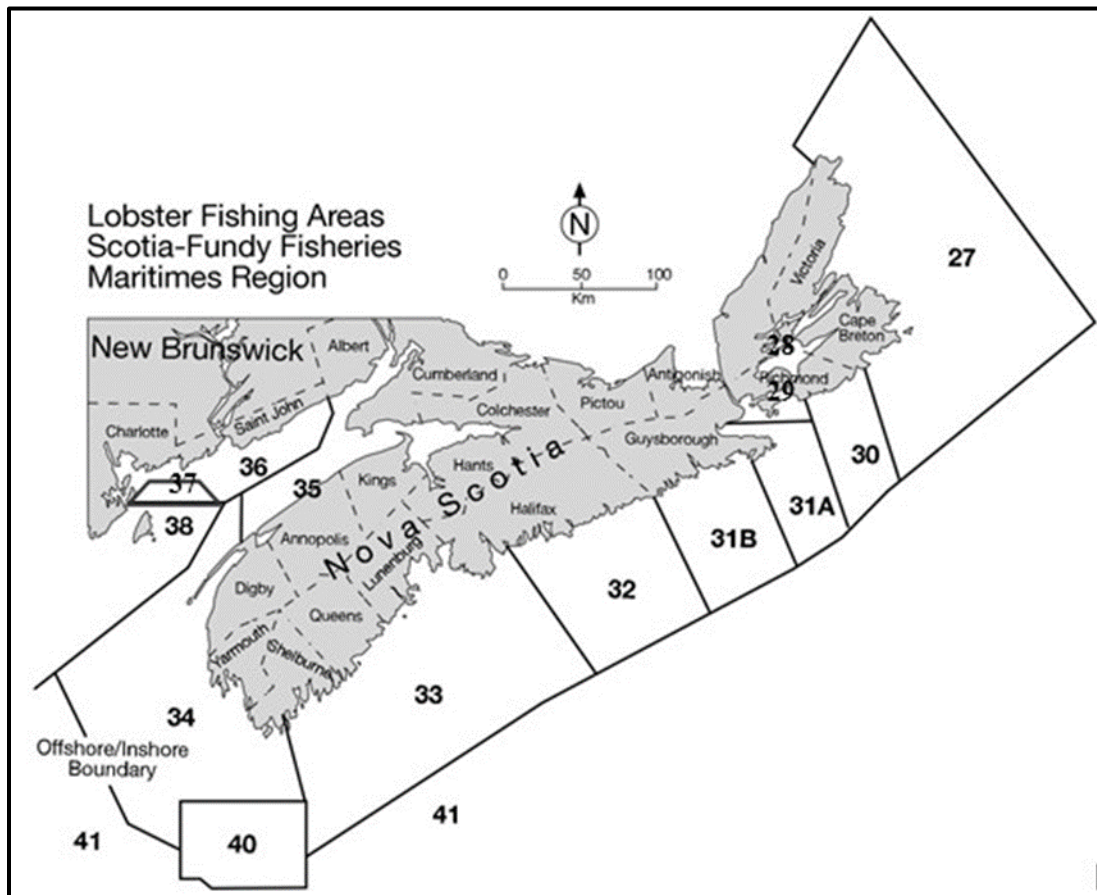 Lobster Fishing Areas
Scotia-Fundy Fisheries
Maritimes Region
N
0 50 100
Km
27
Victoria
Cape
Breton
28
Richmond
29
New Brunswick
Albert
Cumberland
Antigonish
Pictou
Colchester
Saint John
Charlotte
Guysborough
36
35
Kings
Hants
Nova Scotia
30
37
38
Halifax
31A
Annopolis
31B
Lunenburg
Digby
32
Queens
Yarmouth
Shelburne
33
34
Offshore/Inshore
Boundary
41
40
41